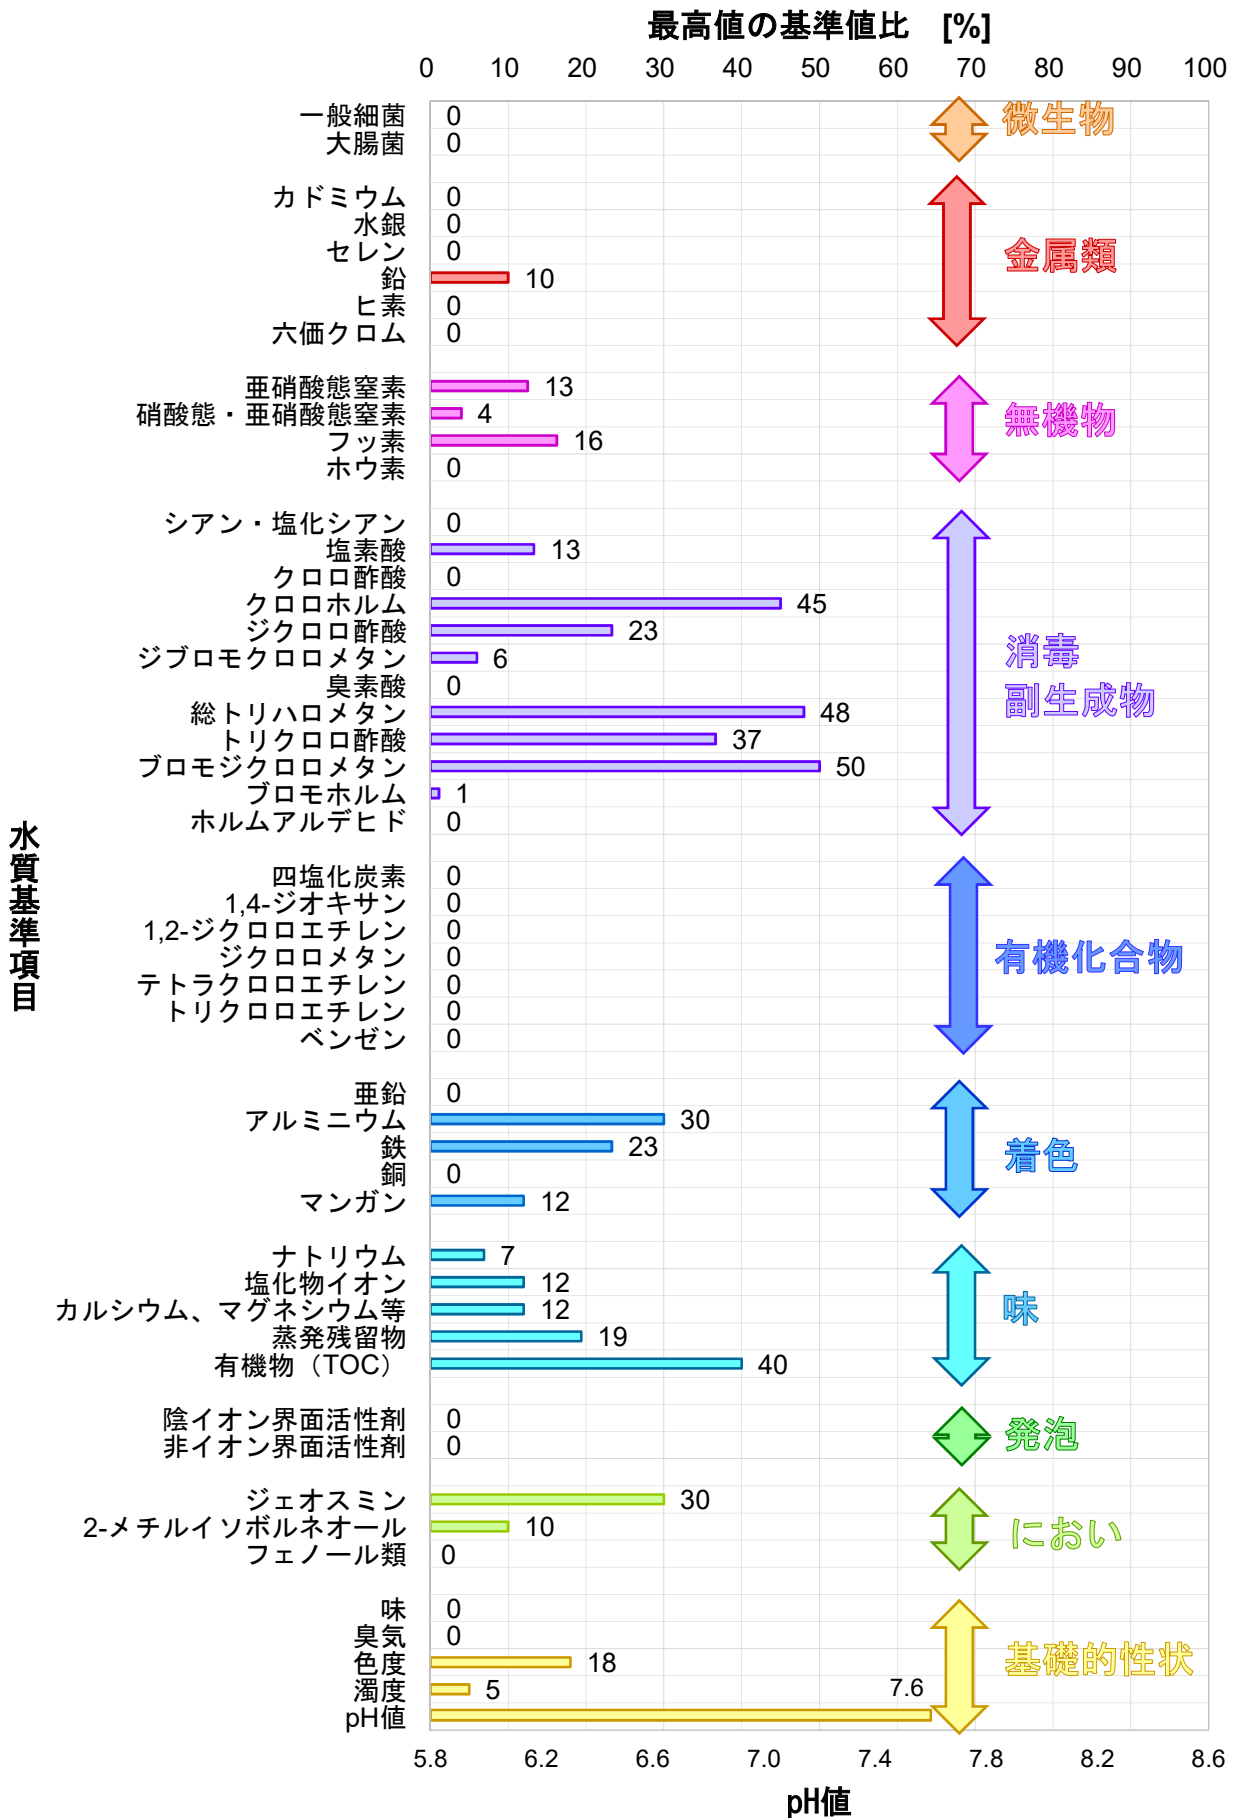 最高値の基準値比 [%]
0 10 20 30 40 50 60 70 80 90 100
一般細菌 0
大腸菌 0
微生物
カドミウム 0
水銀 0
セレン 0
鉛 10
ヒ素 0
六価クロム 0
金属類
亜硝酸態窒素 13
硝酸態・亜硝酸態窒素 4
フッ素 16
ホウ素 0
無機物
シアン・塩化シアン 0
塩素酸 13
クロロ酢酸 0
クロロホルム 45
ジクロロ酢酸 23
ジブロモクロロメタン 6
臭素酸 0
総トリハロメタン 48
トリクロロ酢酸 37
ブロモジクロロメタン 50
ブロモホルム 1
ホルムアルデヒド 0
消毒
副生成物
水質基準項目
四塩化炭素 0
1,4-ジオキサン 0
1,2-ジクロロエチレン 0
ジクロロメタン 0
テトラクロロエチレン 0
トリクロロエチレン 0
ベンゼン 0
有機化合物
亜鉛 0
アルミニウム 30
鉄 23
銅 0
マンガン 12
着色
ナトリウム 7
塩化物イオン 12
カルシウム、マグネシウム等 12
蒸発残留物 19
有機物（TOC） 40
味
陰イオン界面活性剤 0
非イオン界面活性剤 0
発泡
ジェオスミン 30
2-メチルイソボルネオール 10
フェノール類 0
におい
味 0
臭気 0
色度 18
濁度 5
pH値 7.6
基礎的性状
5.8 6.2 6.6 7.0 7.4 7.8 8.2 8.6
pH値